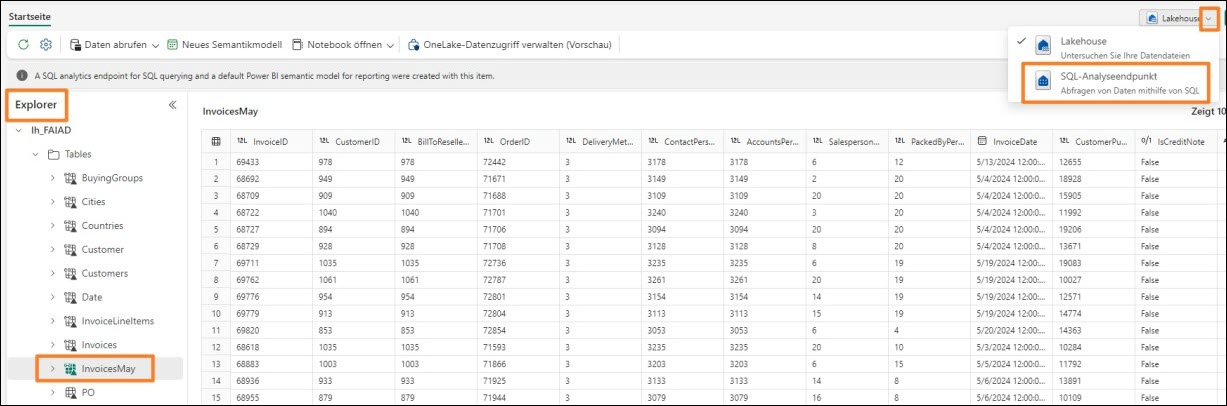 Startseite
Lakehouse
Daten abrufen
Neues Semantikmodell
Notebook öffnen
OneLake-Datenzugriff verwalten (Vorschau)
Lakehouse
Untersuchen Sie Ihre Datendateien
SQL-Analyseendpunkt
Abfragen von Daten mithilfe von SQL
A SQL analytics endpoint for SQL querying and a default Power BI semantic model for reporting were created with this item.
Explorer
lh_FAIAD
Tables
BuyingGroups
Cities
Countries
Customer
Customers
Date
InvoiceLineItems
Invoices
InvoicesMay
PO
InvoicesMay
Zeigt 10
12L InvoiceID 12L CustomerID 12L BillToReselle... 12L OrderID 12L DeliveryMet... 12L ContactPers... 12L AccountsPer... 12L Salesperson... 12L PackedByPer... InvoiceDate 12L CustomerPu... 0/1 IsCreditNote
1 69433 978 978 72442 3 3178 3178 6 12 5/13/2024 12:00:... 12655 False
2 68692 949 949 71671 3 3149 3149 2 20 5/4/2024 12:00:0... 18928 False
3 68709 909 909 71688 3 3109 3109 20 20 5/4/2024 12:00:0... 15905 False
4 68722 1040 1040 71701 3 3240 3240 3 20 5/4/2024 12:00:0... 11992 False
5 68727 894 894 71706 3 3094 3094 20 20 5/4/2024 12:00:0... 19206 False
6 68729 928 928 71708 3 3128 3128 8 20 5/4/2024 12:00:0... 13671 False
7 69711 1035 1035 72736 3 3235 3235 6 19 5/19/2024 12:00:... 19083 False
8 69762 1061 1061 72787 3 3261 3261 20 19 5/19/2024 12:00:... 10027 False
9 69776 954 954 72801 3 3154 3154 14 19 5/19/2024 12:00:... 12571 False
10 69779 913 913 72804 3 3113 3113 15 19 5/19/2024 12:00:... 14774 False
11 69820 853 853 72854 3 3053 3053 6 4 5/20/2024 12:00:... 14363 False
12 68618 1035 1035 71593 3 3235 3235 20 10 5/3/2024 12:00:0... 10284 False
13 68883 1003 1003 71866 3 3203 3203 6 15 5/5/2024 12:00:0... 11792 False
14 68936 933 933 71925 3 3133 3133 14 8 5/6/2024 12:00:0... 13891 False
15 68955 879 879 71944 3 3079 3079 16 8 5/6/2024 12:00:0... 10109 False